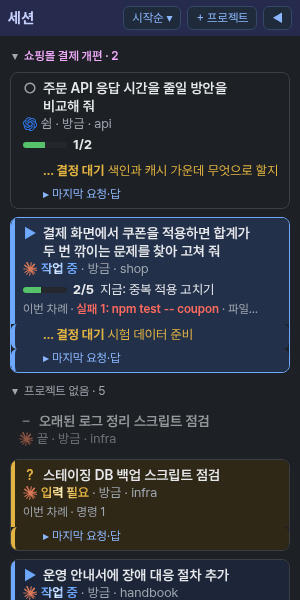 세션 시작순 ▾ + 프로젝트 ◀
▾ 쇼핑몰 결제 개편 · 2
주문 API 응답 시간을 줄일 방안을
비교해 줘
쉼 · 방금 · api
1/2
... 결정 대기 색인과 캐시 가운데 무엇으로 할지
▸ 마지막 요청·답
▶ 결제 화면에서 쿠폰을 적용하면 합계가
두 번 깎이는 문제를 찾아 고쳐 줘
작업 중 · 방금 · shop
2/5 지금: 중복 적용 고치기
이번 차례 · 실패 1: npm test -- coupon · 파일...
... 결정 대기 시험 데이터 준비
▸ 마지막 요청·답
▾ 프로젝트 없음 · 5
– 오래된 로그 정리 스크립트 점검
끝 · 방금 · infra
? 스테이징 DB 백업 스크립트 점검
입력 필요 · 방금 · infra
이번 차례 · 명령 1
▸ 마지막 요청·답
▶ 운영 안내서에 장애 대응 절차 추가
작업 중 · 방금 · handbook